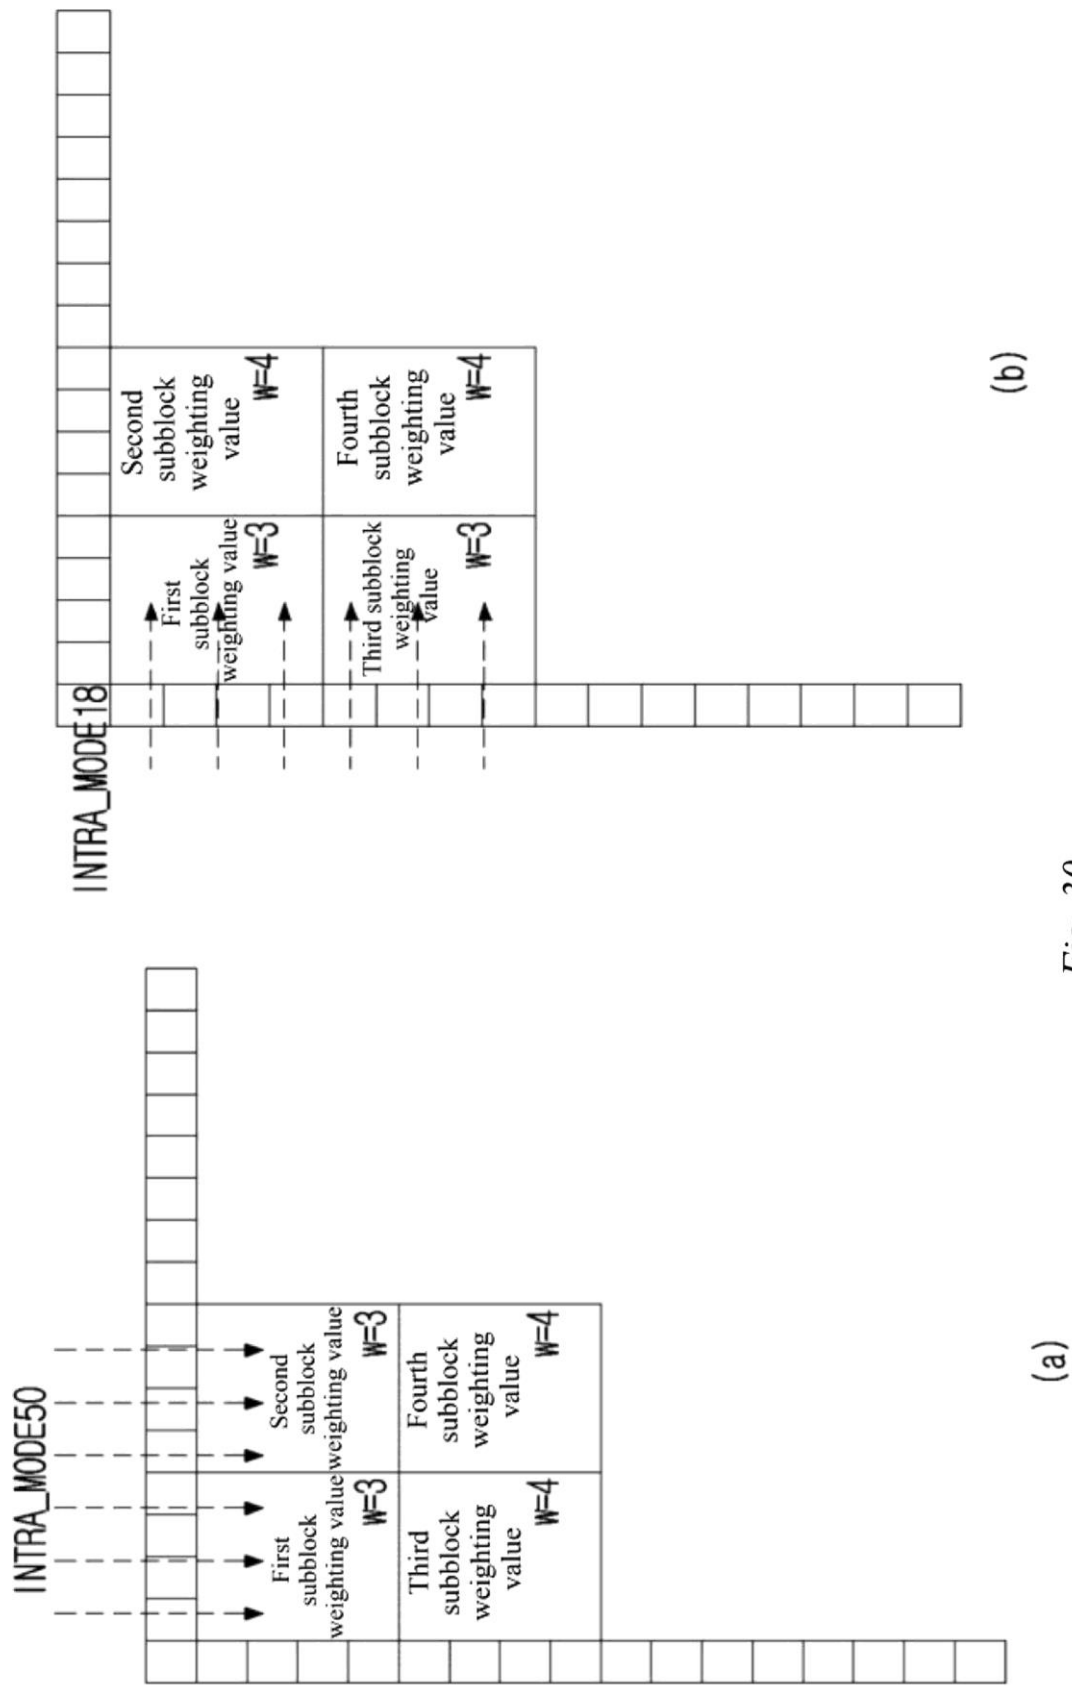 INTRA_MODE50
First
subblock
weighting value
W=3
Second
subblock
weighting value
W=3
Third
subblock
weighting
value
W=4
Fourth
subblock
weighting
value
W=4
(a)
INTRA_MODE18
First
subblock
weighting value
W=3
Second
subblock
weighting
value
W=4
Third subblock
weighting
value
W=3
Fourth
subblock
weighting
value
W=4
(b)